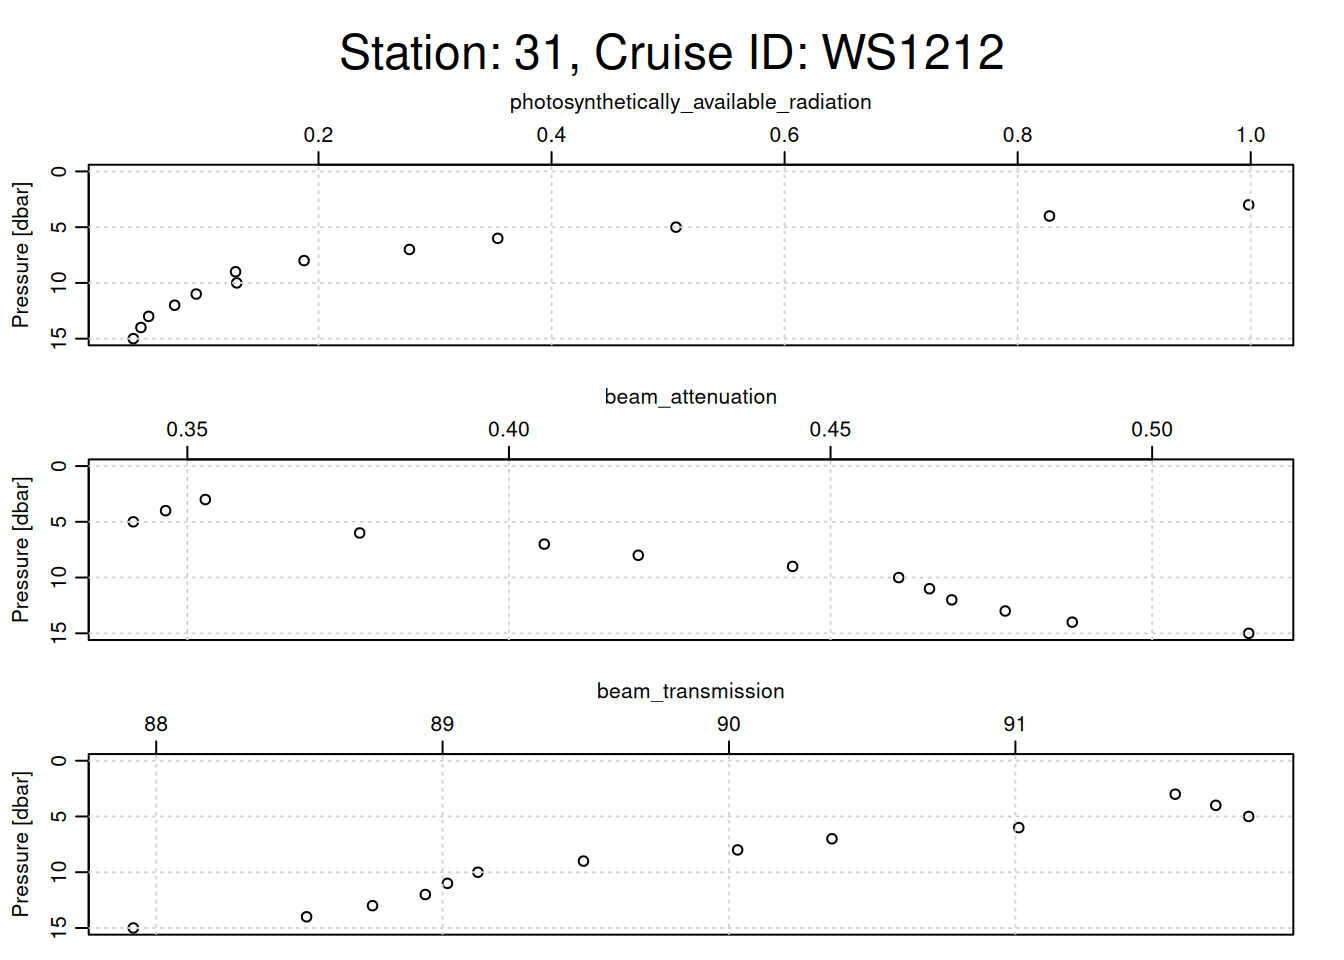 Station: 31, Cruise ID: WS1212
photosynthetically_available_radiation
0.2 0.4 0.6 0.8 1.0
Pressure [dbar]
0
5
10
15
beam_attenuation
0.35 0.40 0.45 0.50
Pressure [dbar]
0
5
10
15
beam_transmission
88 89 90 91
Pressure [dbar]
0
5
10
15